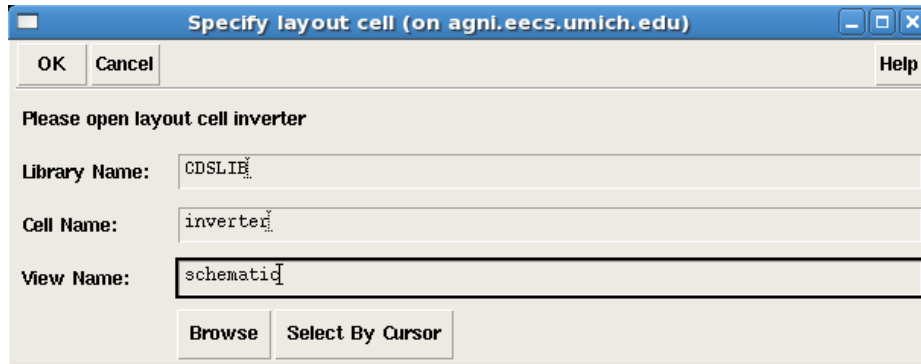 Specify layout cell (on agni.eecs.umich.edu)
OK Cancel Help
Please open layout cell inverter
Library Name: CDSLIB
Cell Name: inverter
View Name: schematic
Browse Select By Cursor